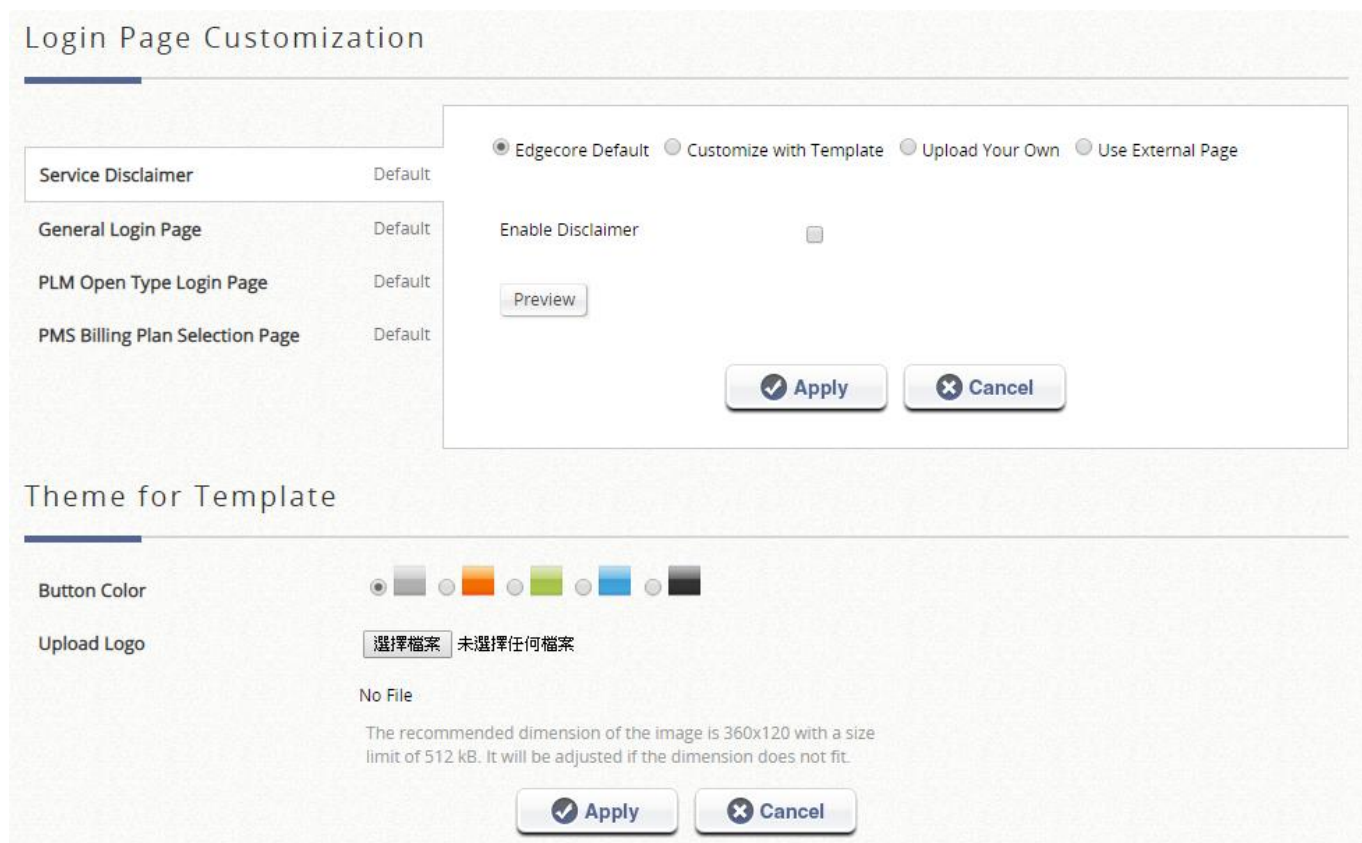 Login Page Customization
Edgecore Default Customize with Template Upload Your Own Use External Page
Service Disclaimer Default
General Login Page Default
Enable Disclaimer
PLM Open Type Login Page Default
Preview
PMS Billing Plan Selection Page Default
Apply Cancel
Theme for Template
Button Color
Upload Logo 選擇檔案 未選擇任何檔案
No File
The recommended dimension of the image is 360x120 with a size
limit of 512 kB. It will be adjusted if the dimension does not fit.
Apply Cancel